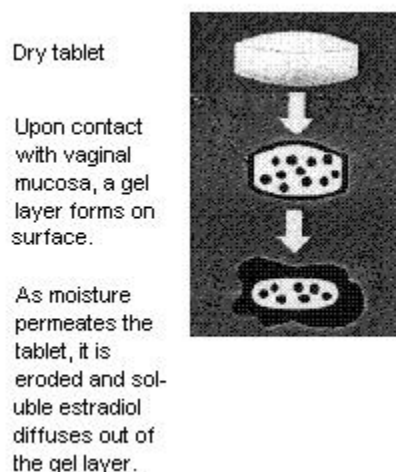 Dry tablet
Upon contact
with vaginal
mucosa, a gel
layer forms on
surface.
As moisture
permeates the
tablet, it is
eroded and sol-
uble estradiol
diffuses out of
the gel layer.